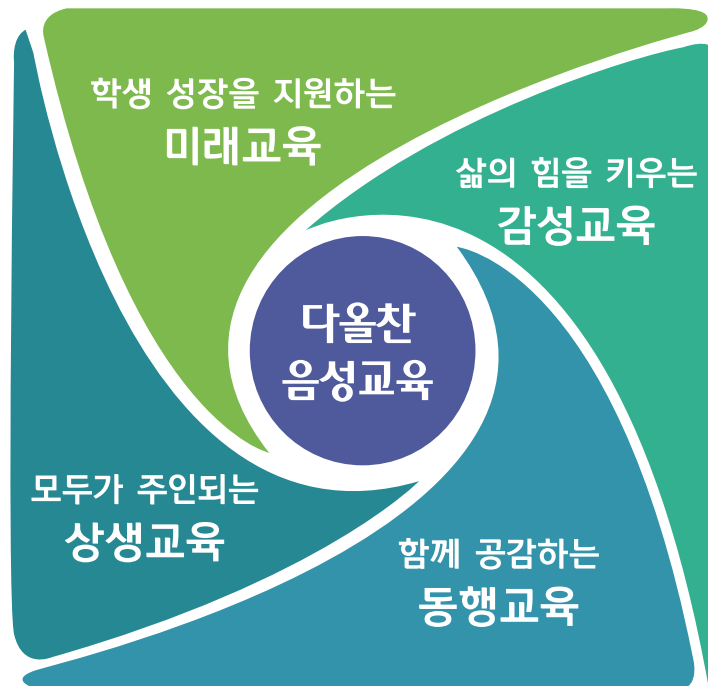 학생 성장을 지원하는
미래교육
삶의 힘을 키우는
감성교육
다올찬
음성교육
모두가 주인되는
상생교육
함께 공감하는
동행교육